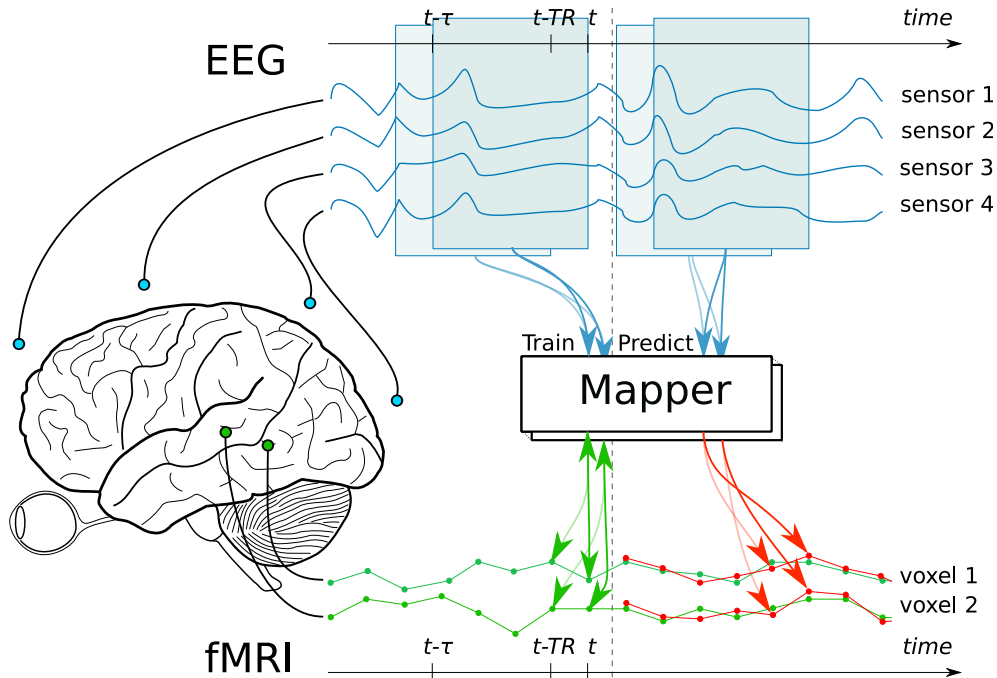 t-τ t-TR t time
EEG
sensor 1
sensor 2
sensor 3
sensor 4
Train Predict
Mapper
voxel 1
voxel 2
fMRI
t-τ t-TR t time